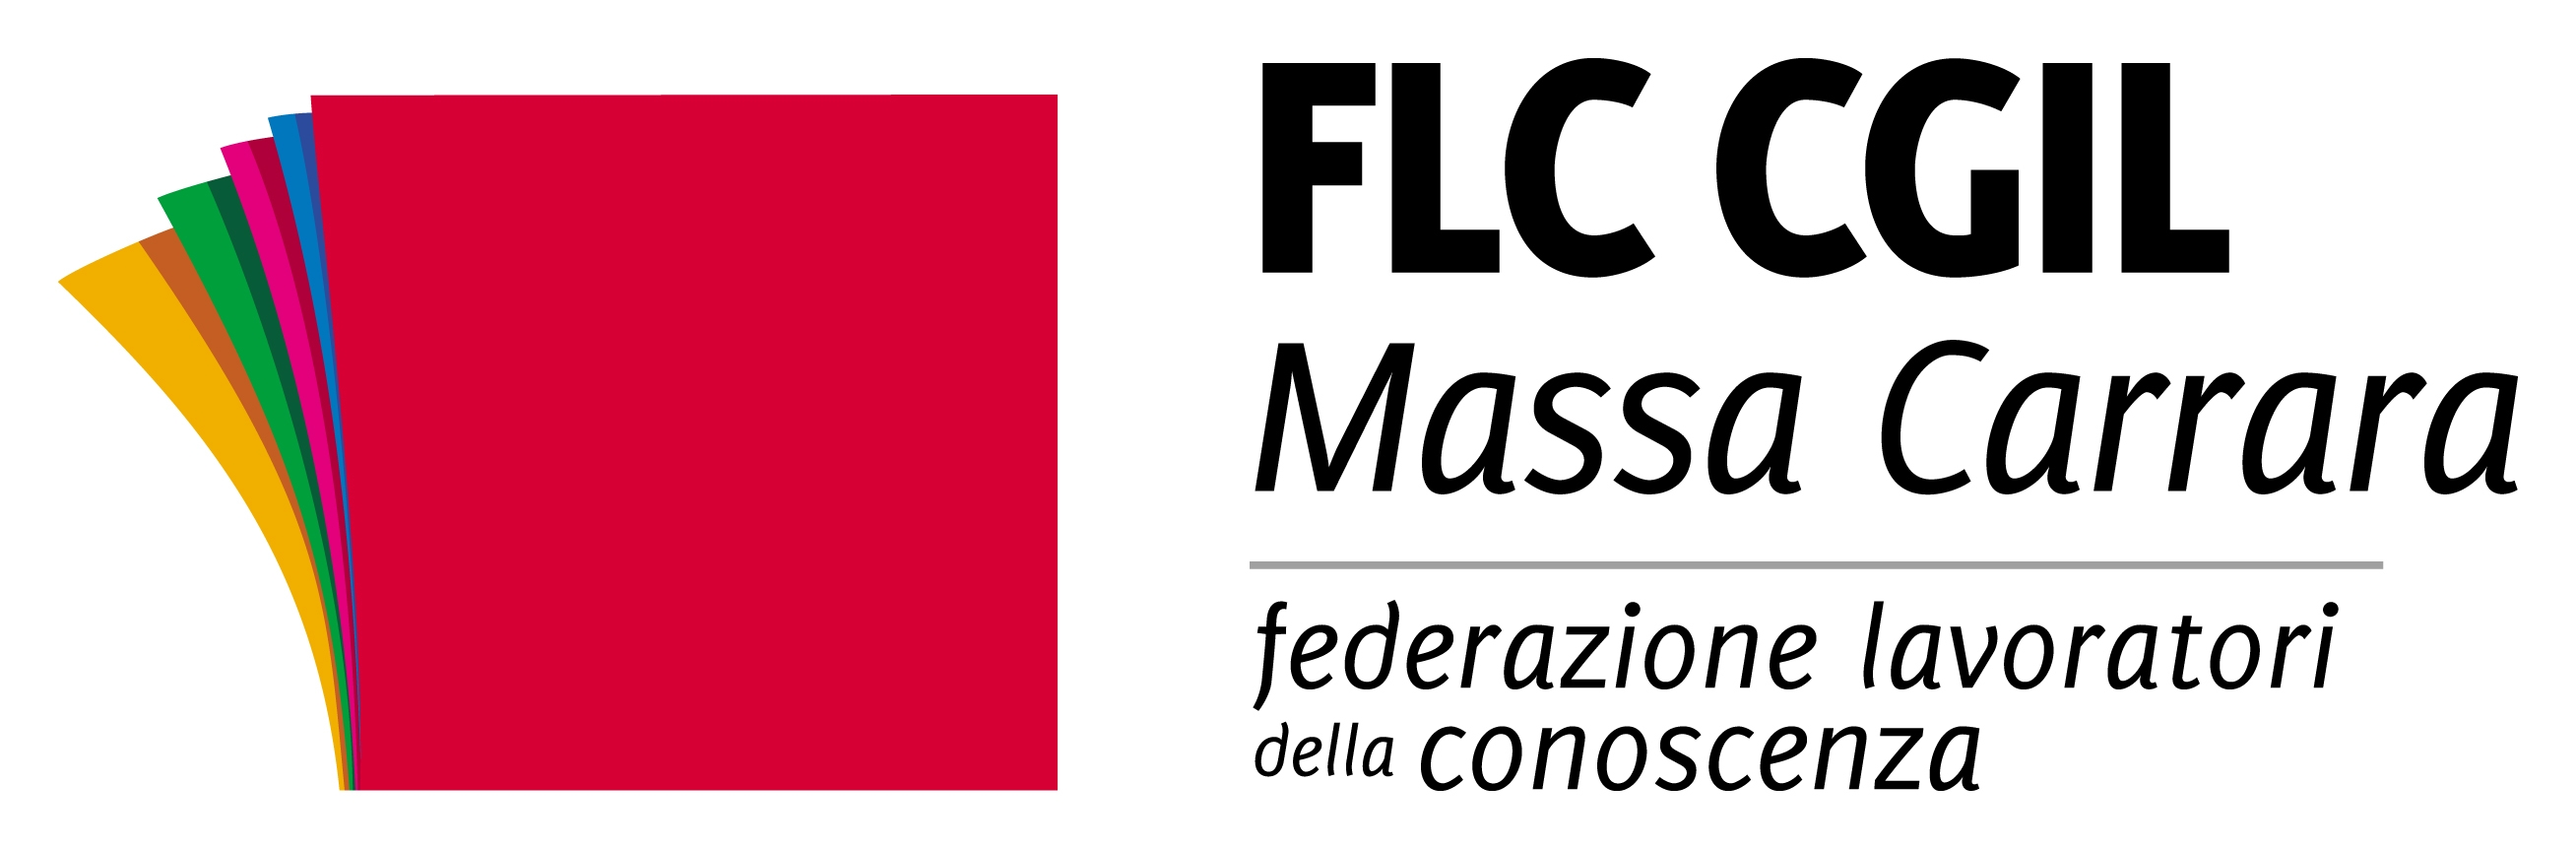 FLC CGIL
Massa Carrara
federazione lavoratori
della conoscenza